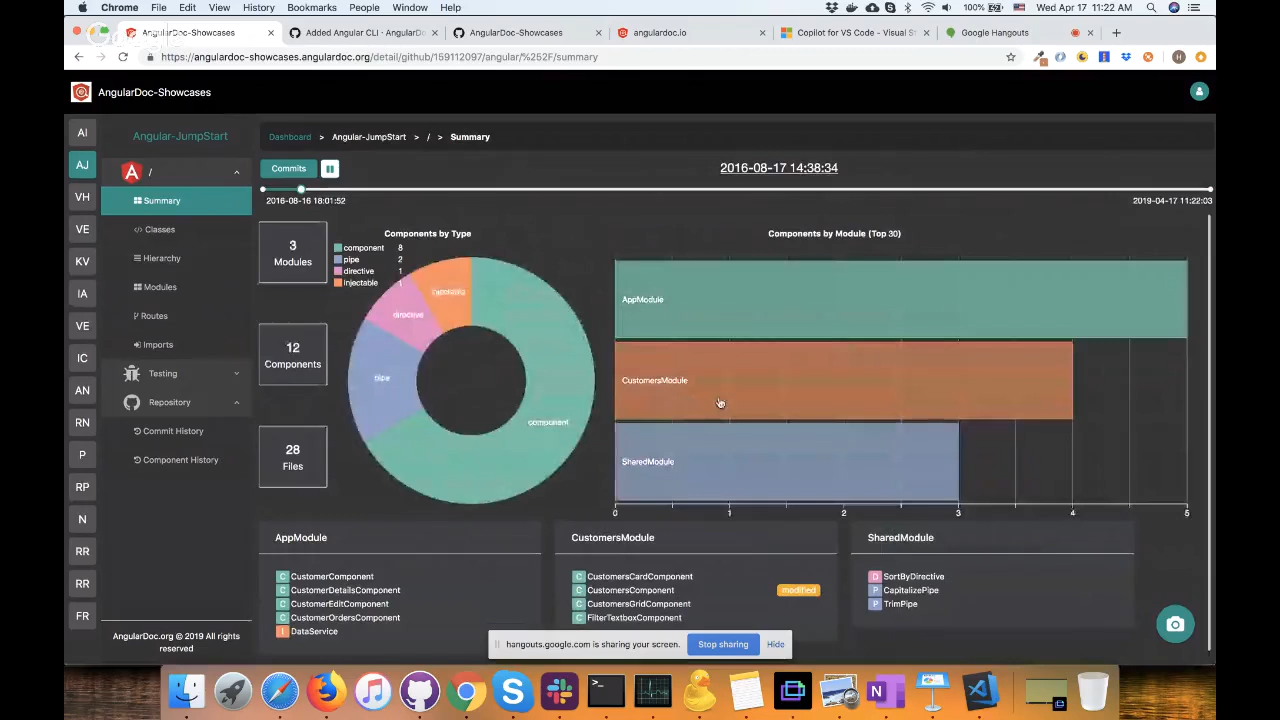 Chrome File Edit View History Bookmarks People Window Help 100% Wed Apr 17 11:22 AM
AngularDoc-Showcases Added Angular CLI · AngularD AngularDoc-Showcases angulardoc.io Copilot for VS Code - Visual St Google Hangouts
https://angulardoc-showcases.angulardoc.org/detail/github/159112097/angular/%252F/summary
AngularDoc-Showcases
AI
AJ
VH
VE
KV
IA
VE
IC
AN
RN
P
RP
N
RR
RR
FR
Angular-JumpStart
/
Summary
Classes
Hierarchy
Modules
Routes
Imports
Testing
Repository
Commit History
Component History
AngularDoc.org © 2019 All rights
reserved
Dashboard > Angular-JumpStart > / > Summary
Commits
2016-08-17 14:38:34
2016-08-16 18:01:52 2019-04-17 11:22:03
3
Modules
12
Components
28
Files
Components by Type
component 8
pipe 2
directive 1
injectable 1
injectable
directive
pipe
component
Components by Module (Top 30)
AppModule
CustomersModule
SharedModule
0 1 2 3 4 5
AppModule
C CustomerComponent
C CustomerDetailsComponent
C CustomerEditComponent
C CustomerOrdersComponent
I DataService
CustomersModule
C CustomersCardComponent
C CustomersComponent modified
C CustomersGridComponent
C FilterTextboxComponent
SharedModule
D SortByDirective
P CapitalizePipe
P TrimPipe
hangouts.google.com is sharing your screen. Stop sharing Hide